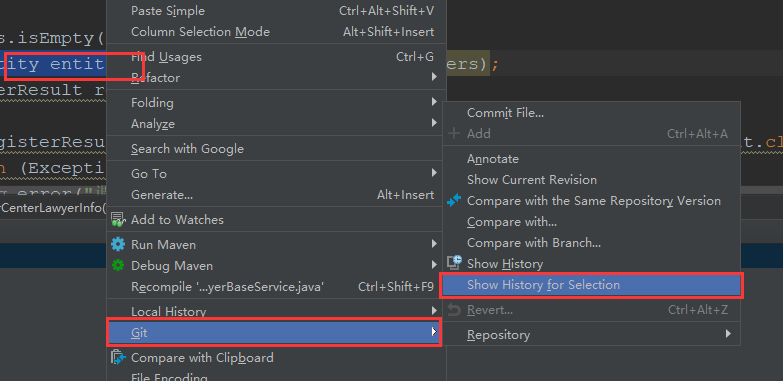 Paste Simple Ctrl+Alt+Shift+V
Column Selection Mode Alt+Shift+Insert
Find Usages Ctrl+G
Refactor
Folding
Analyze
Search with Google
Go To
Generate... Alt+Insert
Add to Watches
Run Maven
Debug Maven
Recompile '...yerBaseService.java' Ctrl+Shift+F9
Local History
Git
Compare with Clipboard
File Encoding
Commit File...
Add Ctrl+Alt+A
Annotate
Show Current Revision
Compare with the Same Repository Version
Compare with...
Compare with Branch...
Show History
Show History for Selection
Revert... Ctrl+Alt+Z
Repository
s.isEmpty(
tity entit
ers);
erResult r
gisterResu
t.cl
n (Excepti
g.error("
rCenterLawyerInfo(